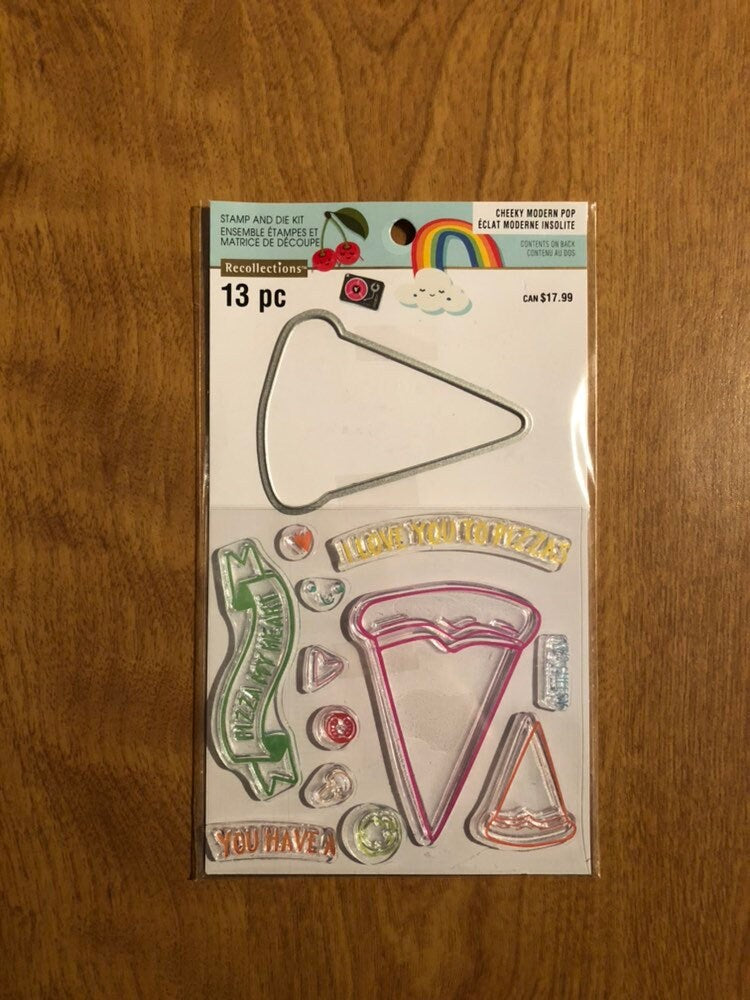 STAMP AND DIE KIT
ENSEMBLE ÉTAMPES ET
MATRICE DE DÉCOUPE
CHEEKY MODERN POP
ÉCLAT MODERNE INSOLITE
CONTENTS ON BACK
CONTENU AU DOS
Recollections™
13 pc
CAN $17.99
I LOVE YOU TO PIZZAS
PIZZA MY HEART
YOU HAVE A